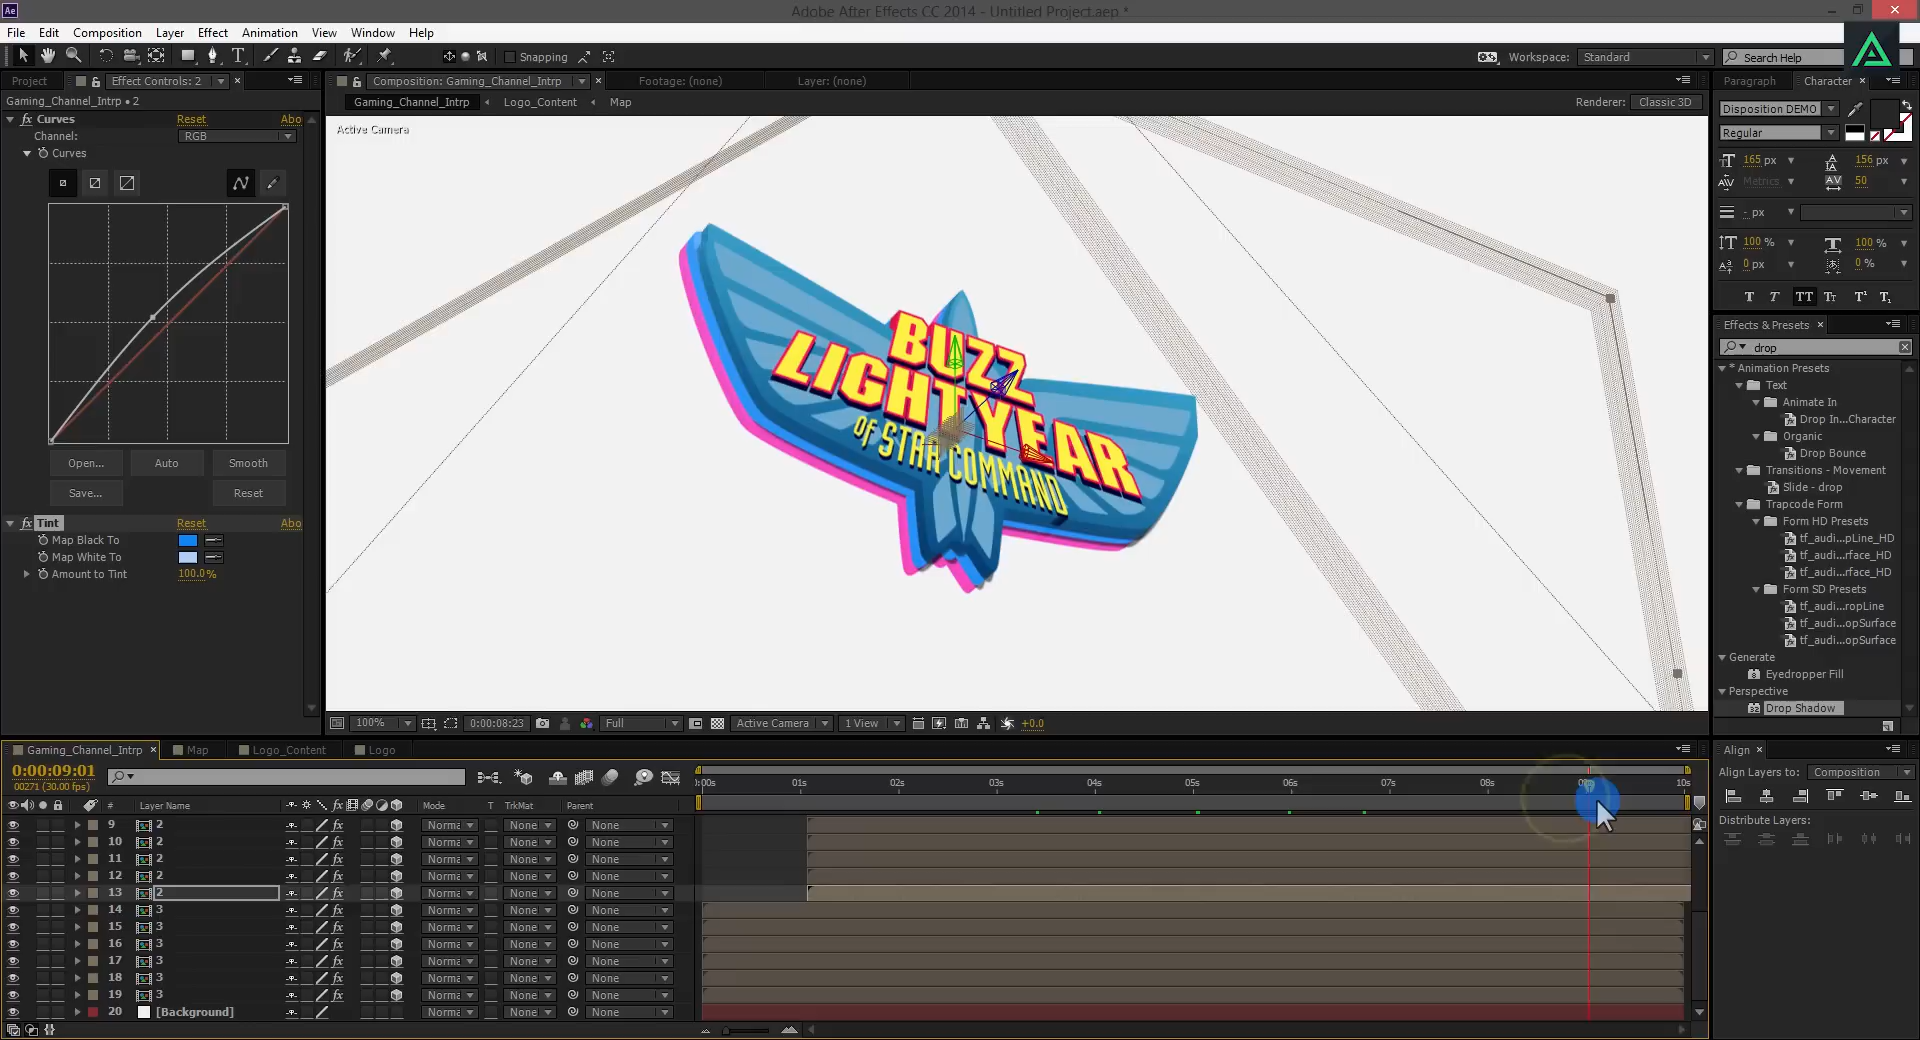 Adobe After Effects CC 2014 - Untitled Project.aep *
File Edit Composition Layer Effect Animation View Window Help
Snapping
Workspace: Standard
Search Help
Project Effect Controls: 2
Composition: Gaming_Channel_Intrp Footage: (none) Layer: (none)
Paragraph Character
Gaming_Channel_Intrp • 2
Gaming_Channel_Intrp Logo_Content Map
Renderer: Classic 3D
Active Camera
fx Curves Reset Abo
Channel: RGB
Curves
Open... Auto Smooth
Save... Reset
fx Tint Reset Abo
Map Black To
Map White To
Amount to Tint 100.0%
BUZZ
LIGHTYEAR
of STAR COMMAND
Disposition DEMO
Regular
165 px 156 px
Metrics 50
- px
100 % 100 %
0 px 0 %
Effects & Presets
drop
* Animation Presets
Text
Animate In
Drop In...Character
Organic
Drop Bounce
Transitions - Movement
Slide - drop
Trapcode Form
Form HD Presets
tf_audi...pLine_HD
tf_audi...rface_HD
tf_audi...rface_HD
Form SD Presets
tf_audi...ropLine
tf_audi...opSurface
tf_audi...opSurface
Generate
Eyedropper Fill
Perspective
Drop Shadow
100% 0:00:08:23 Full Active Camera 1 View +0.0
Gaming_Channel_Intrp Map Logo_Content Logo
0:00:09:01
00271 (30.00 fps)
# Layer Name Mode T TrkMat Parent
:00s 01s 02s 03s 04s 05s 06s 07s 08s 10s
9 2 Norma None None
10 2 Norma None None
11 2 Norma None None
12 2 Norma None None
13 2 Norma None None
14 3 Norma None None
15 3 Norma None None
16 3 Norma None None
17 3 Norma None None
18 3 Norma None None
19 3 Norma None None
20 [Background] Norma None None
Align
Align Layers to: Composition
Distribute Layers: